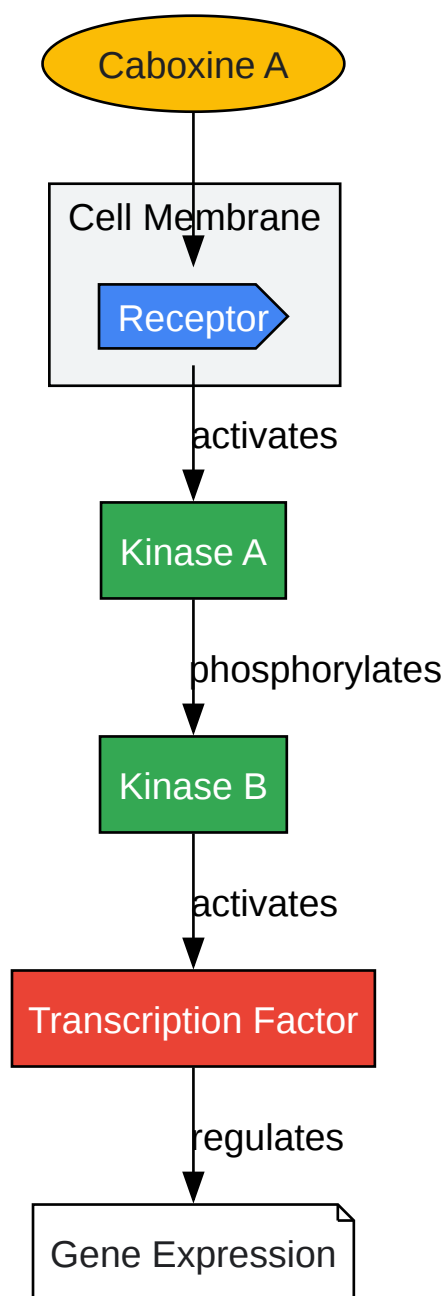 Caboxine A
Cell Membrane
Receptor
activates
Kinase A
phosphorylates
Kinase B
activates
Transcription Factor
regulates
Gene Expression